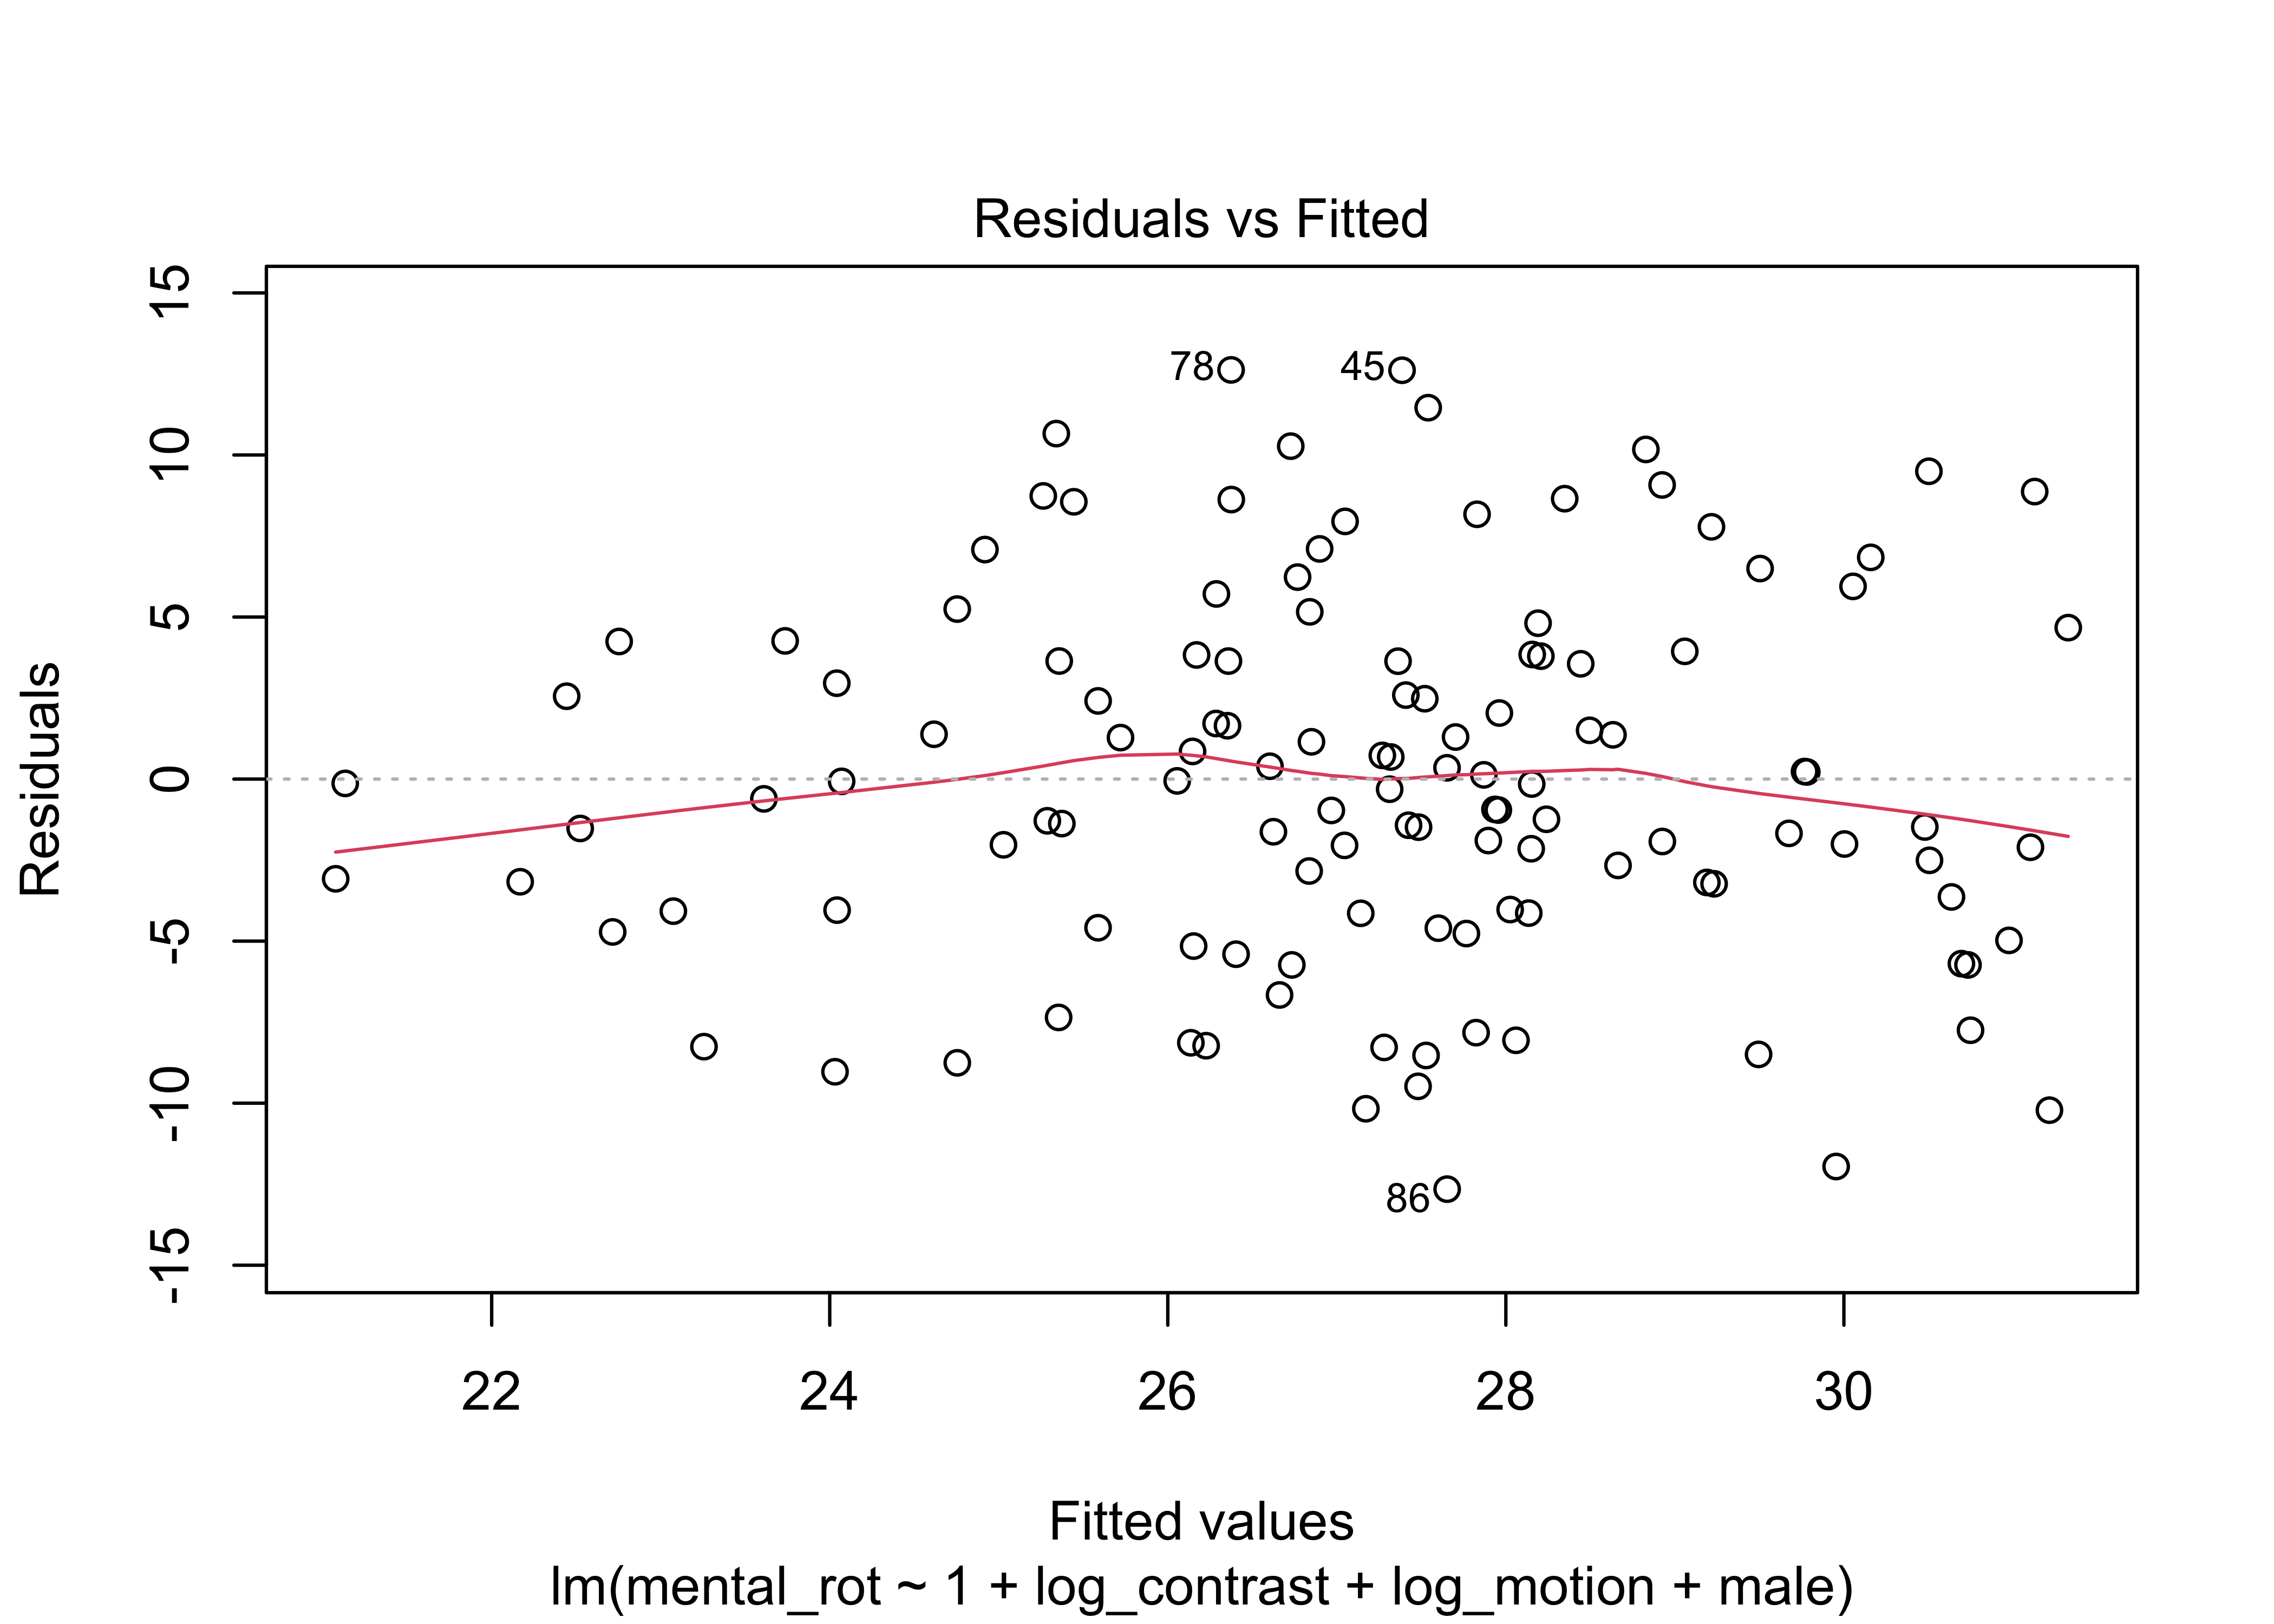 Residuals vs Fitted
15
10
5
0
-5
-10
-15
Residuals
78
45
86
22 24 26 28 30
Fitted values
lm(mental_rot ~ 1 + log_contrast + log_motion + male)